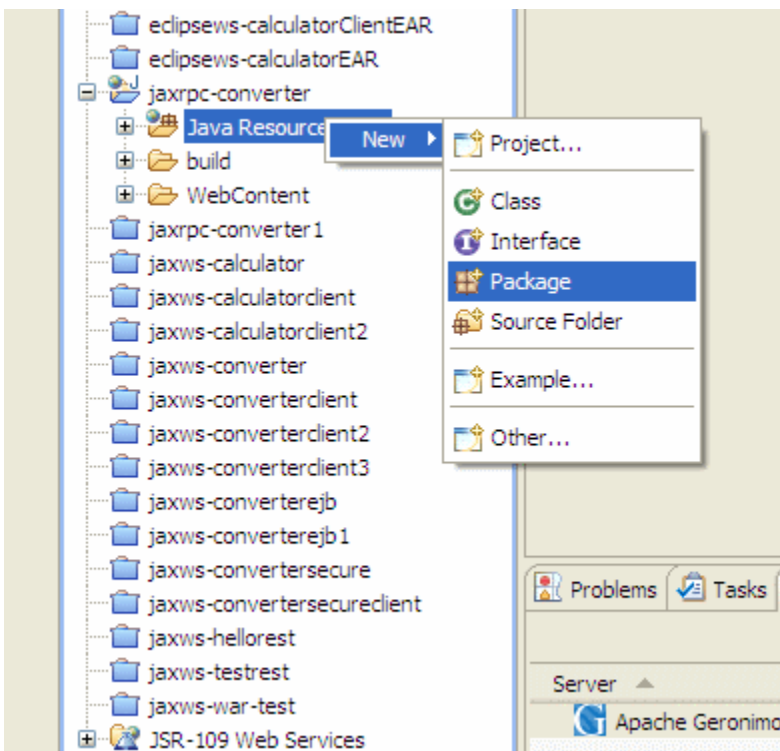 eclipsews-calculatorClientEAR
eclipsews-calculatorEAR
jaxrpc-converter
Java Resource
build
WebContent
jaxrpc-converter1
jaxws-calculator
jaxws-calculatorclient
jaxws-calculatorclient2
jaxws-converter
jaxws-converterclient
jaxws-converterclient2
jaxws-converterclient3
jaxws-converterejb
jaxws-converterejb1
jaxws-convertersecure
jaxws-convertersecureclient
jaxws-hellorest
jaxws-testrest
jaxws-war-test
JSR-109 Web Services
New
Project...
Class
Interface
Package
Source Folder
Example...
Other...
Problems Tasks
Server
Apache Geronimo